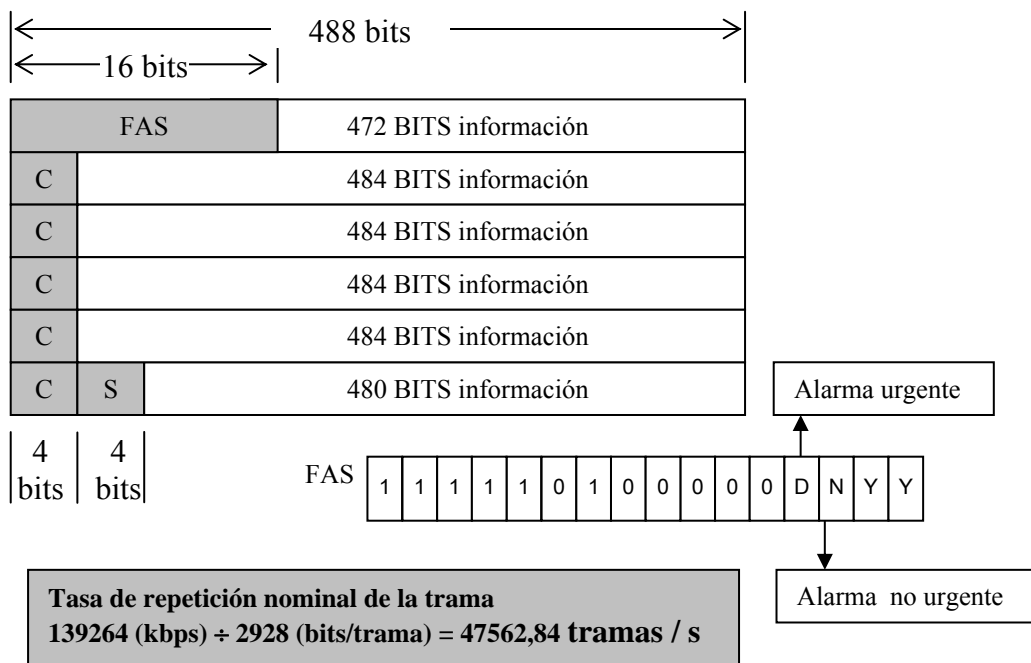 488 bits
16 bits
FAS 472 BITS información
C 484 BITS información
C 484 BITS información
C 484 BITS información
C 484 BITS información
C S 480 BITS información
Alarma urgente
4 bits
4 bits
FAS 1 1 1 1 1 0 1 0 0 0 0 0 D N Y Y
Alarma no urgente
Tasa de repetición nominal de la trama
139264 (kbps) ÷ 2928 (bits/trama) = 47562,84 tramas / s